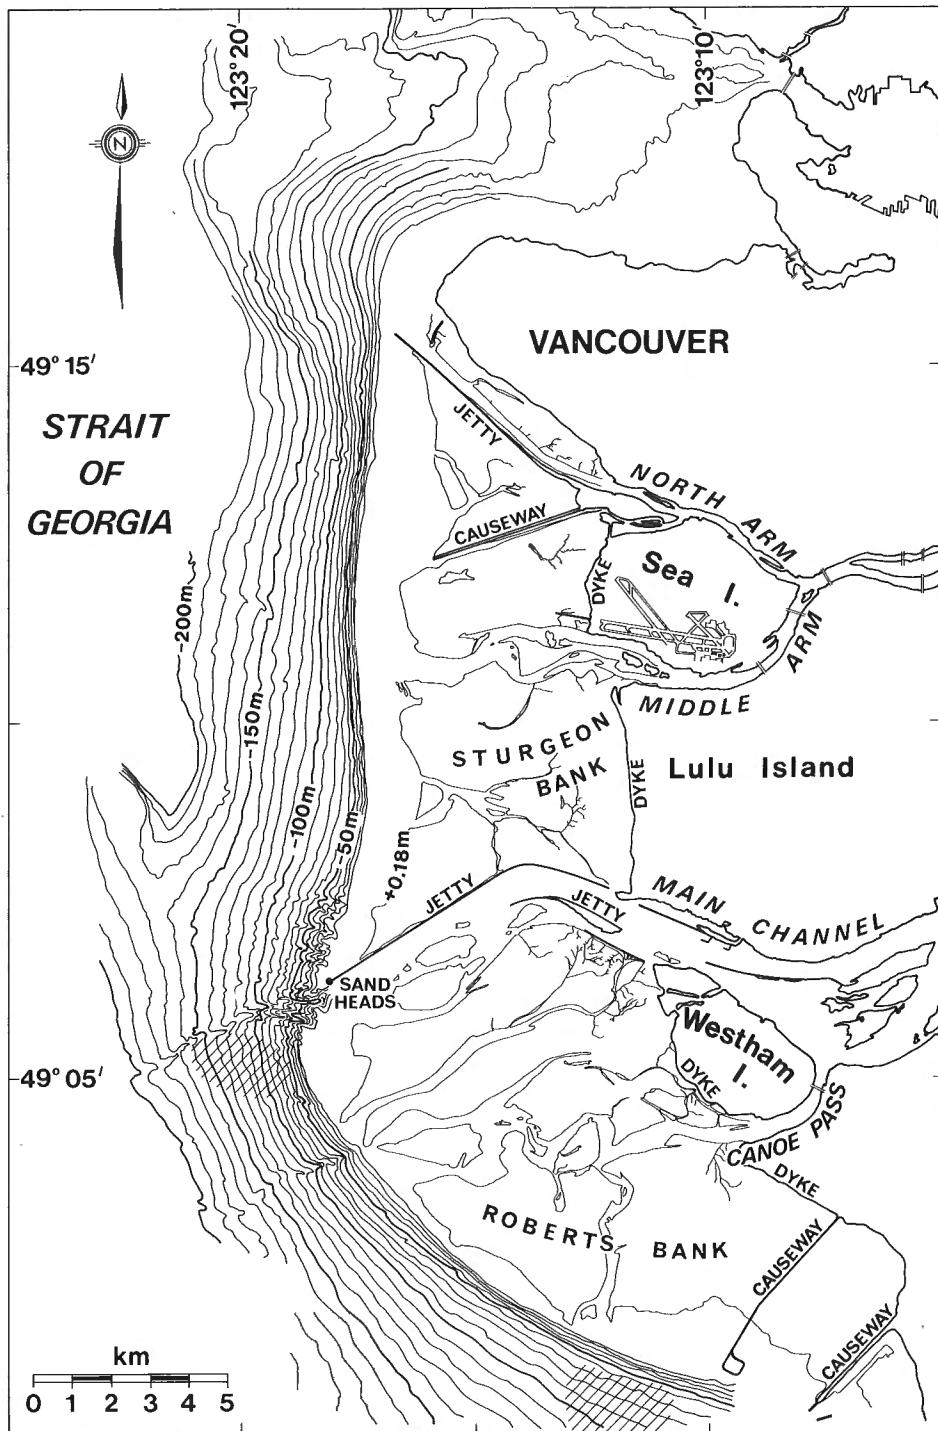 123° 20'
123° 10'
N
VANCOUVER
49° 15'
STRAIT
OF
GEORGIA
JETTY
NORTH ARM
CAUSEWAY
Sea I.
DYKE
MIDDLE ARM
-200m
-150m
-100m
-50m
+0.18m
STURGEON
BANK
DYKE
Lulu Island
JETTY
JETTY
MAIN CHANNEL
SAND
HEADS
Westham
I.
DYKE
49° 05'
CANOE PASS
DYKE
ROBERTS BANK
CAUSEWAY
CAUSEWAY
km
0 1 2 3 4 5